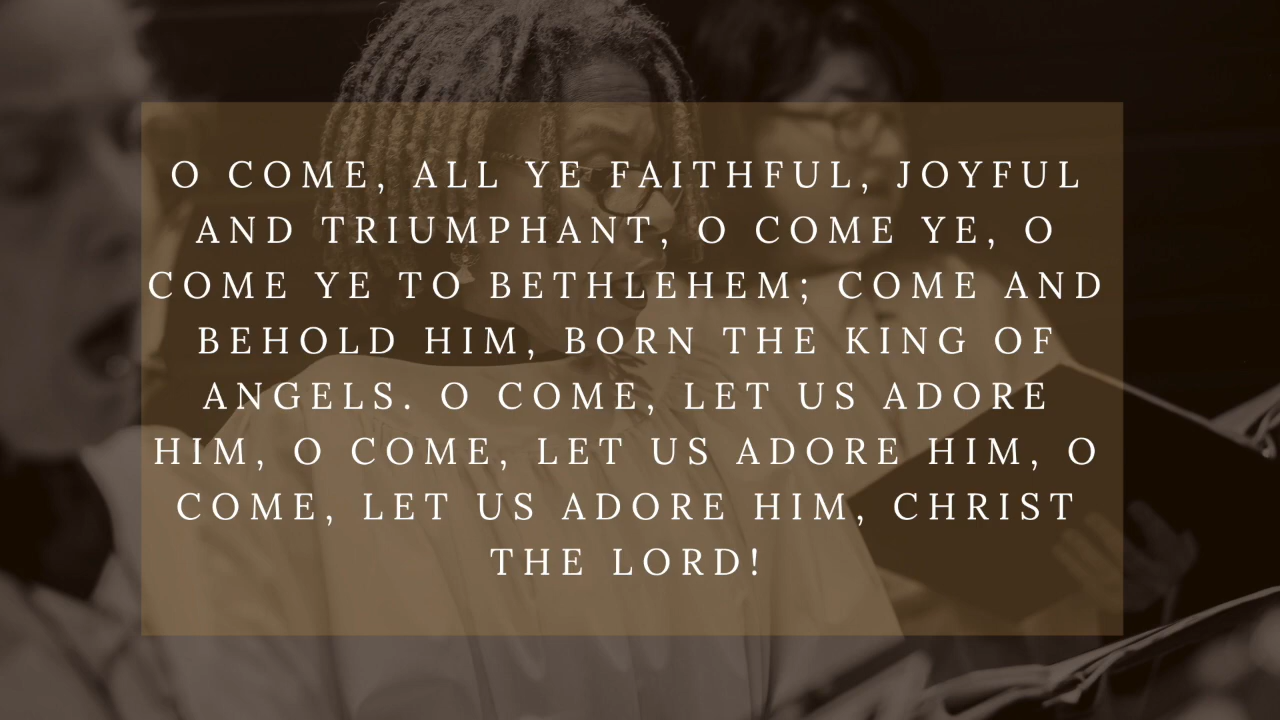 O COME, ALL YE FAITHFUL, JOYFUL
AND TRIUMPHANT, O COME YE, O
COME YE TO BETHLEHEM; COME AND
BEHOLD HIM, BORN THE KING OF
ANGELS. O COME, LET US ADORE
HIM, O COME, LET US ADORE HIM, O
COME, LET US ADORE HIM, CHRIST
THE LORD!